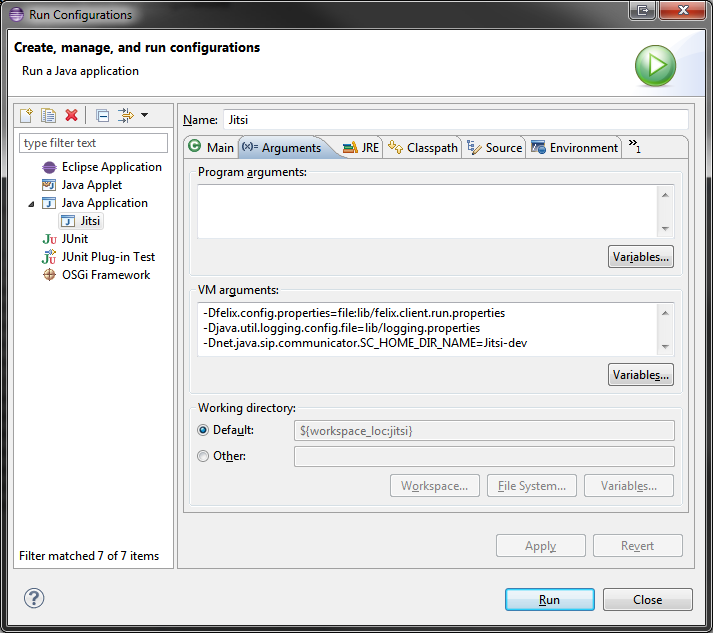 Run Configurations
Create, manage, and run configurations
Run a Java application
type filter text
Eclipse Application
Java Applet
Java Application
Jitsi
JUnit
JUnit Plug-in Test
OSGi Framework
Filter matched 7 of 7 items
Name: Jitsi
Main (x)= Arguments JRE Classpath Source Environment »1
Program arguments:
Variables...
VM arguments:
-Dfelix.config.properties=file:lib/felix.client.run.properties
-Djava.util.logging.config.file=lib/logging.properties
-Dnet.java.sip.communicator.SC_HOME_DIR_NAME=Jitsi-dev
Variables...
Working directory:
Default: ${workspace_loc:jitsi}
Other:
Workspace... File System... Variables...
Apply Revert
? Run Close